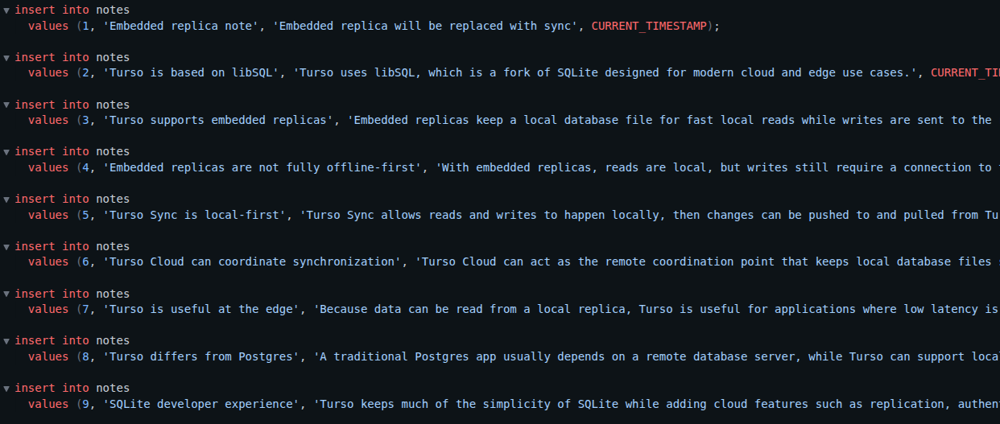 insert into notes
values (1, 'Embedded replica note', 'Embedded replica will be replaced with sync', CURRENT_TIMESTAMP);
insert into notes
values (2, 'Turso is based on libSQL', 'Turso uses libSQL, which is a fork of SQLite designed for modern cloud and edge use cases.',
insert into notes
values (3, 'Turso supports embedded replicas', 'Embedded replicas keep a local database file for fast local reads while writes are sent to the
insert into notes
values (4, 'Embedded replicas are not fully offline-first', 'With embedded replicas, reads are local, but writes still require a connection to
insert into notes
values (5, 'Turso Sync is local-first', 'Turso Sync allows reads and writes to happen locally, then changes can be pushed to and pulled from
insert into notes
values (6, 'Turso Cloud can coordinate synchronization', 'Turso Cloud can act as the remote coordination point that keeps local database files
insert into notes
values (7, 'Turso is useful at the edge', 'Because data can be read from a local replica, Turso is useful for applications where low latency is
insert into notes
values (8, 'Turso differs from Postgres', 'A traditional Postgres app usually depends on a remote database server, while Turso can support
insert into notes
values (9, 'SQLite developer experience', 'Turso keeps much of the simplicity of SQLite while adding cloud features such as replication,